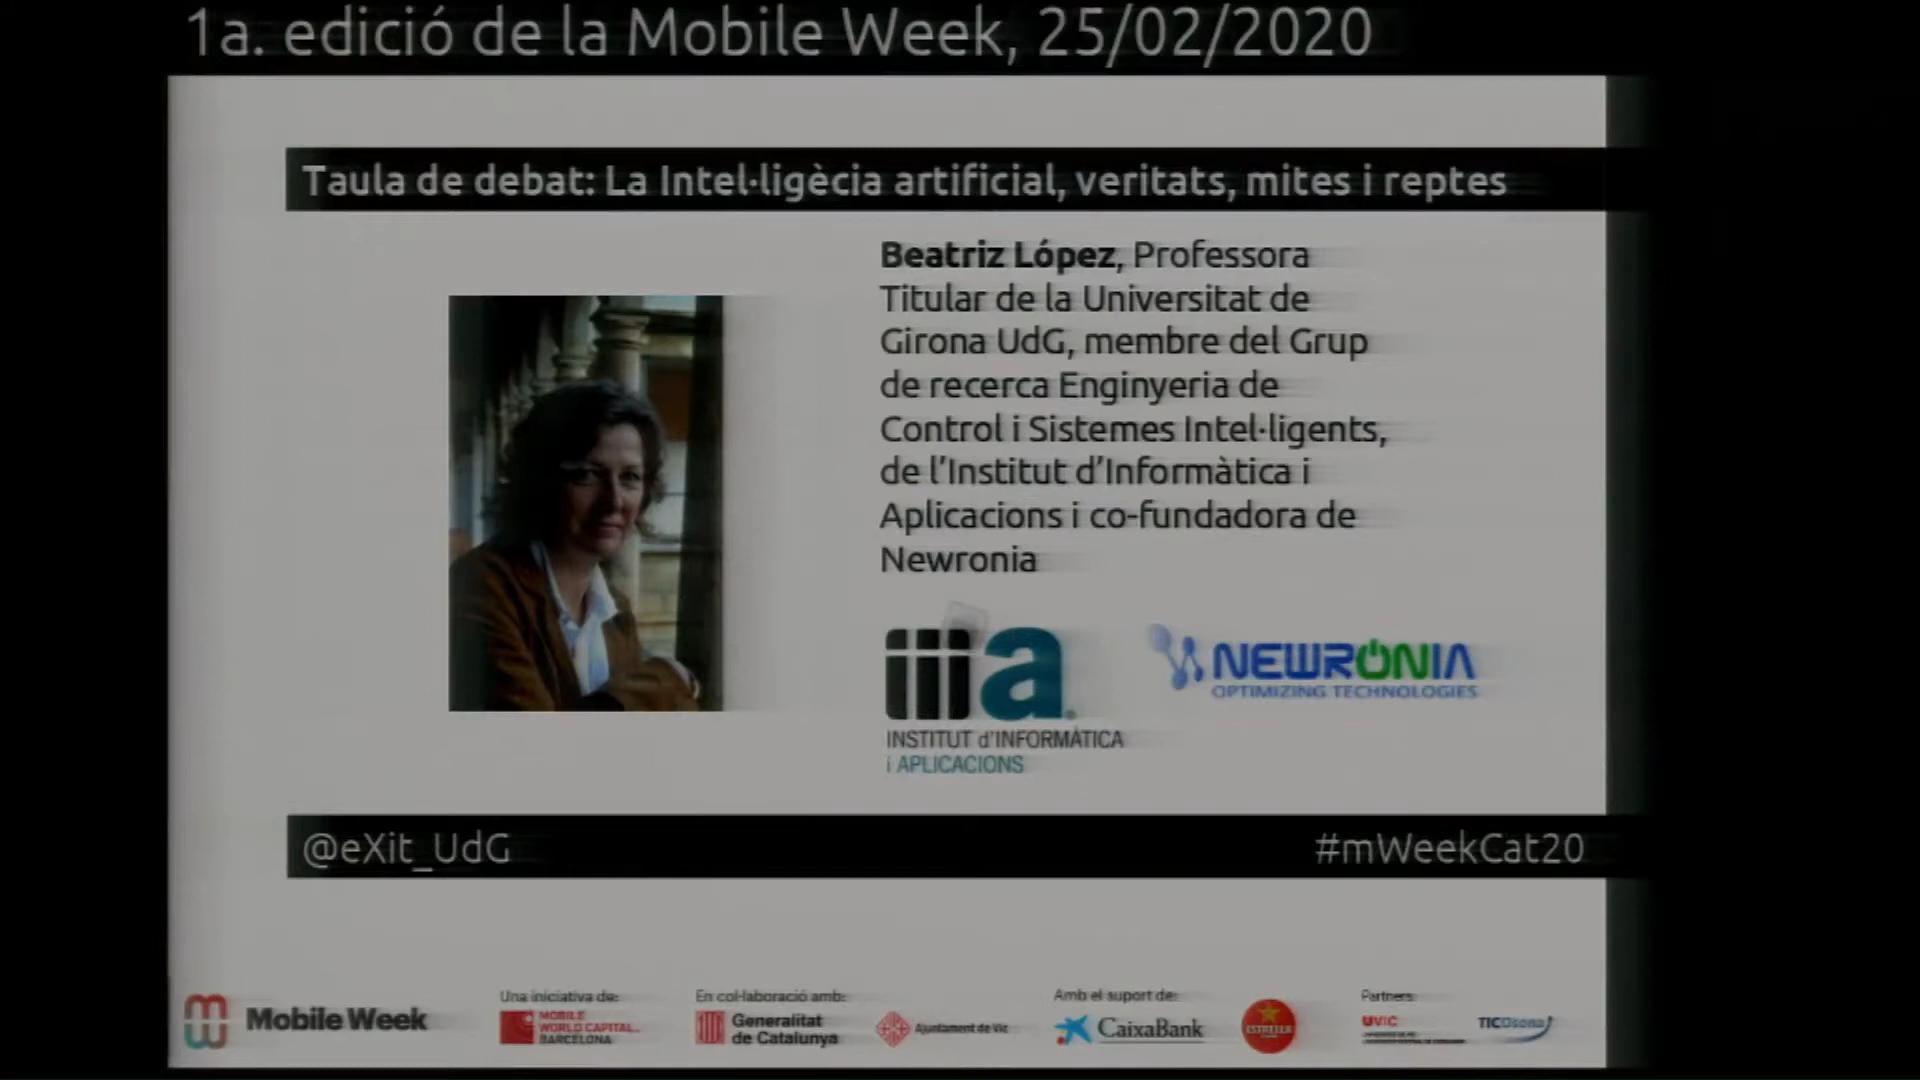 1a. edició de la Mobile Week, 25/02/2020
Taula de debat: La Intel·ligècia artificial, veritats, mites i reptes
Beatriz López, Professora
Titular de la Universitat de
Girona UdG, membre del Grup
de recerca Enginyeria de
Control i Sistemes Intel·ligents,
de l'Institut d'Informàtica i
Aplicacions i co-fundadora de
Newronia
iiia
INSTITUT d'INFORMÀTICA
i APLICACIONS
NEWRONIA
OPTIMIZING TECHNOLOGIES
@eXit_UdG
#mWeekCat20
Mobile Week
Una iniciativa de:
MOBILE
WORLD CAPITAL
BARCELONA
En col·laboració amb:
Generalitat
de Catalunya
Ajuntament de Vic
Amb el suport de:
CaixaBank
ESTRELLA
Partners:
UVIC
TICOsona